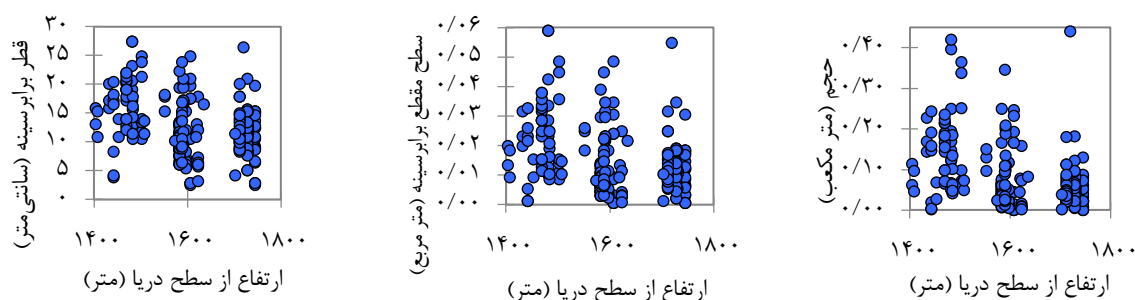 قطر برابرسینه (سانتی‌متر)
۳۰
۲۵
۲۰
۱۵
۱۰
۵
۰
۱۴۰۰ ۱۶۰۰ ۱۸۰۰
ارتفاع از سطح دریا (متر)
سطح مقطع برابرسینه (متر مربع)
۰/۰۶
۰/۰۵
۰/۰۴
۰/۰۳
۰/۰۲
۰/۰۱
۰/۰۰
۱۴۰۰ ۱۶۰۰ ۱۸۰۰
ارتفاع از سطح دریا (متر)
حجم (متر مکعب)
۰/۴۰
۰/۳۰
۰/۲۰
۰/۱۰
۰/۰۰
۱۴۰۰ ۱۶۰۰ ۱۸۰۰
ارتفاع از سطح دریا (متر)